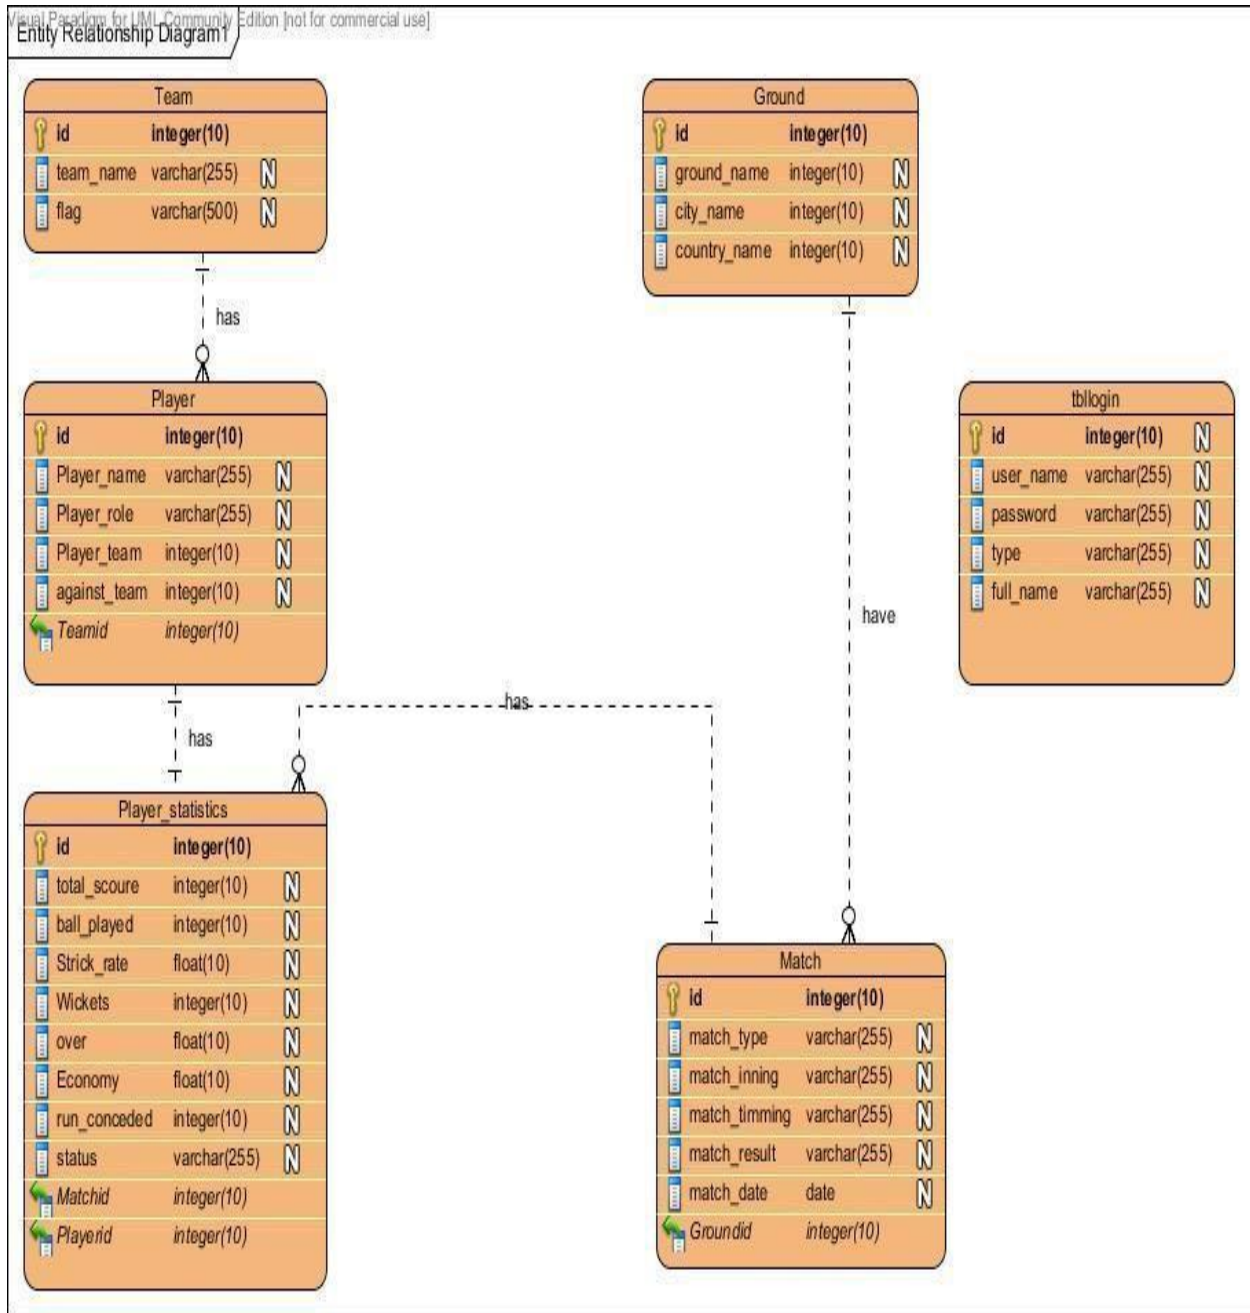 Visual Paradigm for UML Community Edition [not for commercial use]
Entity Relationship Diagram1
Team
id integer(10)
team_name varchar(255) N
flag varchar(500) N
has
Player
id integer(10)
Player_name varchar(255) N
Player_role varchar(255) N
Player_team integer(10) N
against_team integer(10) N
Teamid integer(10)
has
Player_statistics
id integer(10)
total_scoure integer(10) N
ball_played integer(10) N
Strick_rate float(10) N
Wickets integer(10) N
over float(10) N
Economy float(10) N
run_conceded integer(10) N
status varchar(255) N
Matchid integer(10)
Playerid integer(10)
has
Ground
id integer(10)
ground_name integer(10) N
city_name integer(10) N
country_name integer(10) N
have
Match
id integer(10)
match_type varchar(255) N
match_inning varchar(255) N
match_timming varchar(255) N
match_result varchar(255) N
match_date date N
Groundid integer(10)
tbllogin
id integer(10) N
user_name varchar(255) N
password varchar(255) N
type varchar(255) N
full_name varchar(255) N